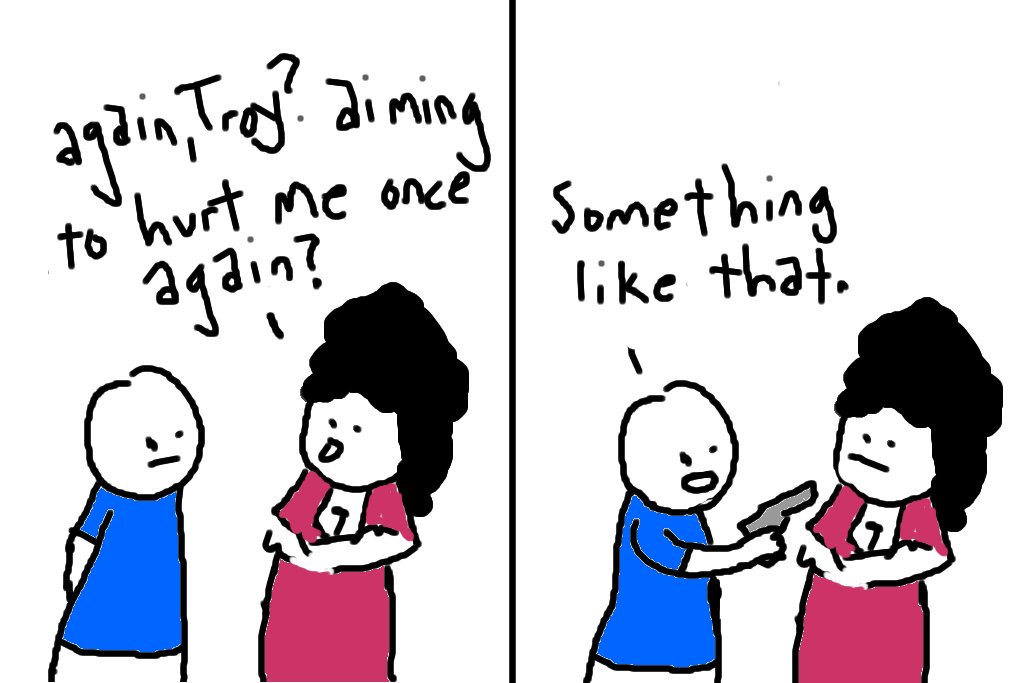 again, Troy? aiming
to hurt me once
again?
Something
like that.